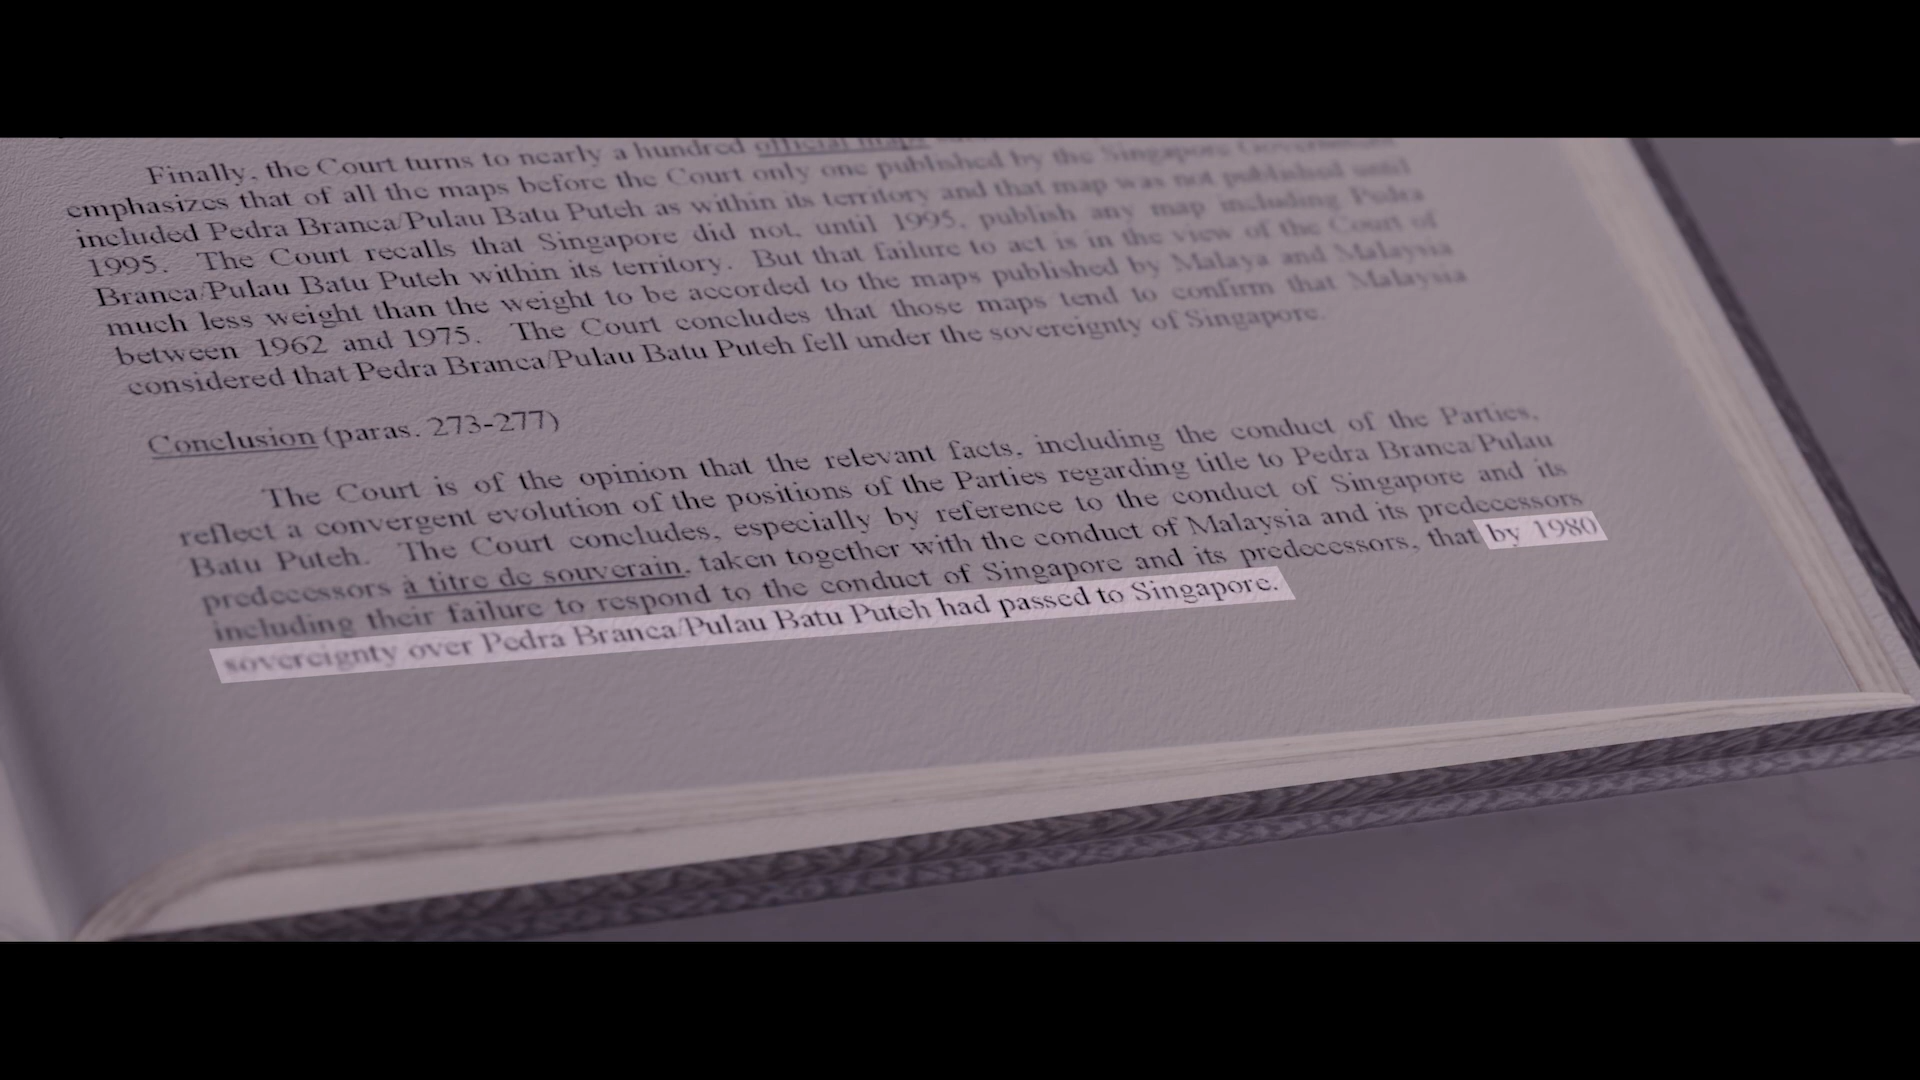 Finally, the Court turns to nearly a hundred official maps
emphasizes that of all the maps before the Court only one published by the Singapore Government
included Pedra Branca/Pulau Batu Puteh as within its territory and that map was not published until
1995. The Court recalls that Singapore did not, until 1995, publish any map including Pedra
Branca/Pulau Batu Puteh within its territory. But that failure to act is in the view of the Court of
much less weight than the weight to be accorded to the maps published by Malaya and Malaysia
between 1962 and 1975. The Court concludes that those maps tend to confirm that Malaysia
considered that Pedra Branca/Pulau Batu Puteh fell under the sovereignty of Singapore.
Conclusion (paras. 273-277)
The Court is of the opinion that the relevant facts, including the conduct of the Parties,
reflect a convergent evolution of the positions of the Parties regarding title to Pedra Branca/Pulau
Batu Puteh. The Court concludes, especially by reference to the conduct of Singapore and its
predecessors à titre de souverain, taken together with the conduct of Malaysia and its predecessors
including their failure to respond to the conduct of Singapore and its predecessors, that by 1980
sovereignty over Pedra Branca/Pulau Batu Puteh had passed to Singapore.